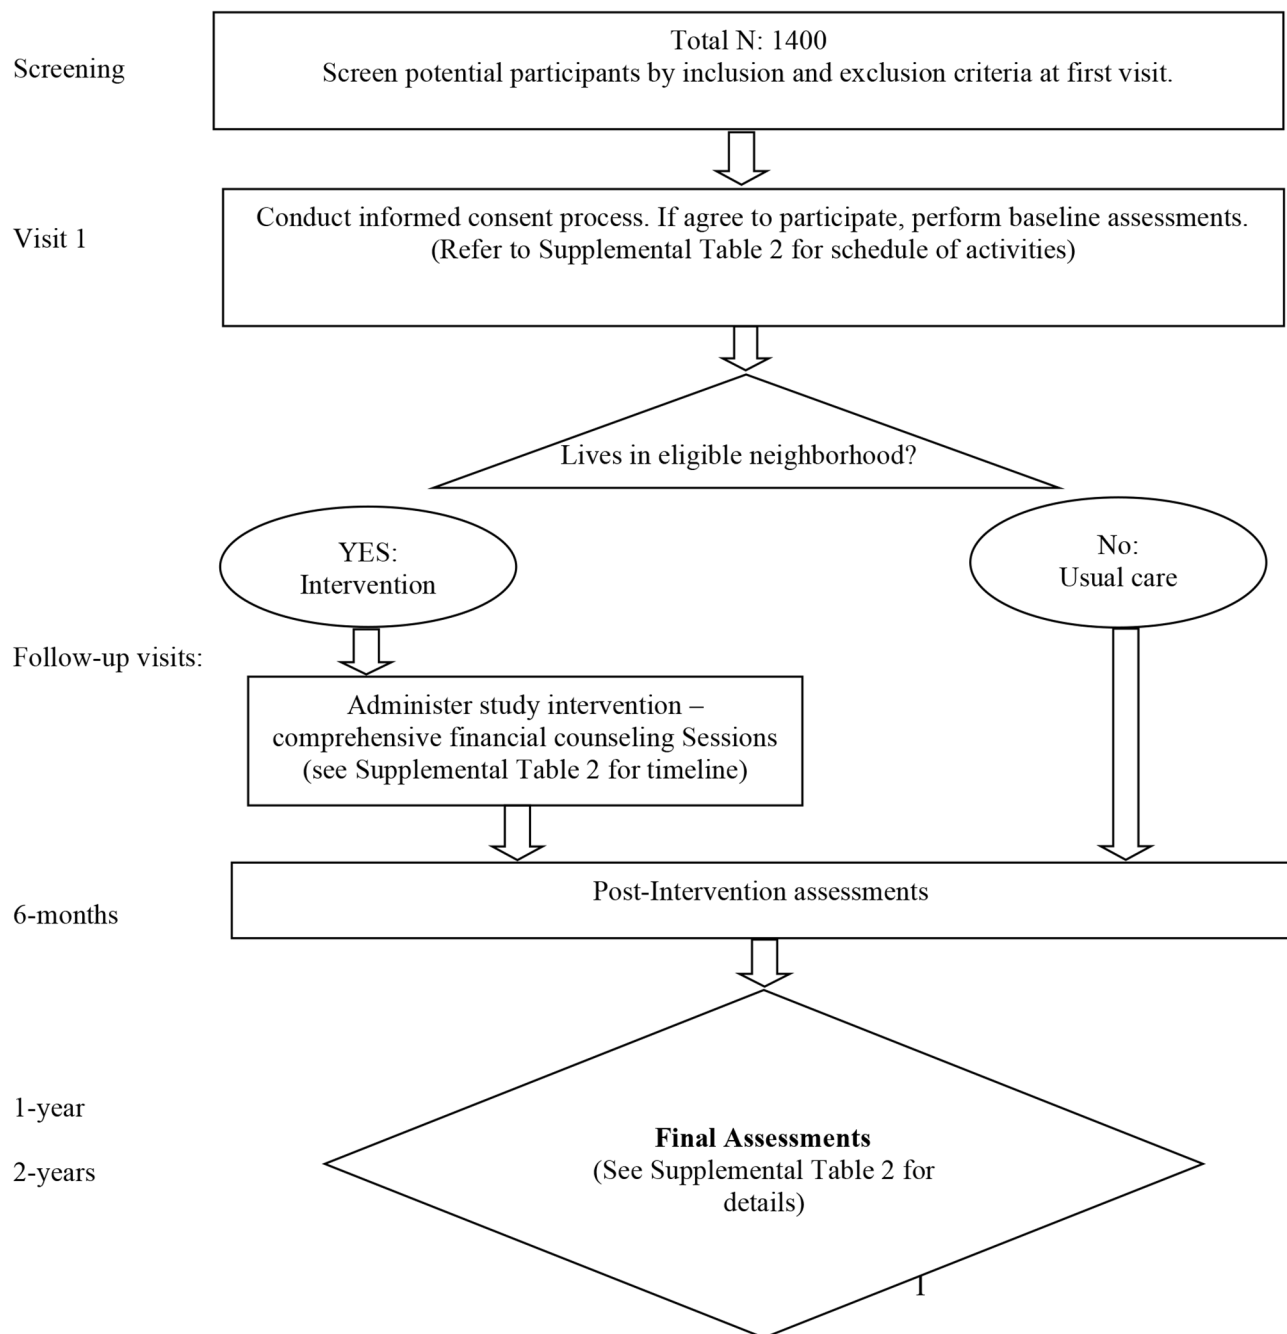 Total N: 1400
Screening
Screen potential participants by inclusion and exclusion criteria at first visit.
Visit 1
Conduct informed consent process. If agree to participate, perform baseline assessments.
(Refer to Supplemental Table 2 for schedule of activities)
Lives in eligible neighborhood?
YES:
Intervention
No:
Usual care
Follow-up visits:
Administer study intervention –
comprehensive financial counseling Sessions
(see Supplemental Table 2 for timeline)
6-months
Post-Intervention assessments
1-year
2-years
Final Assessments
(See Supplemental Table 2 for
details)